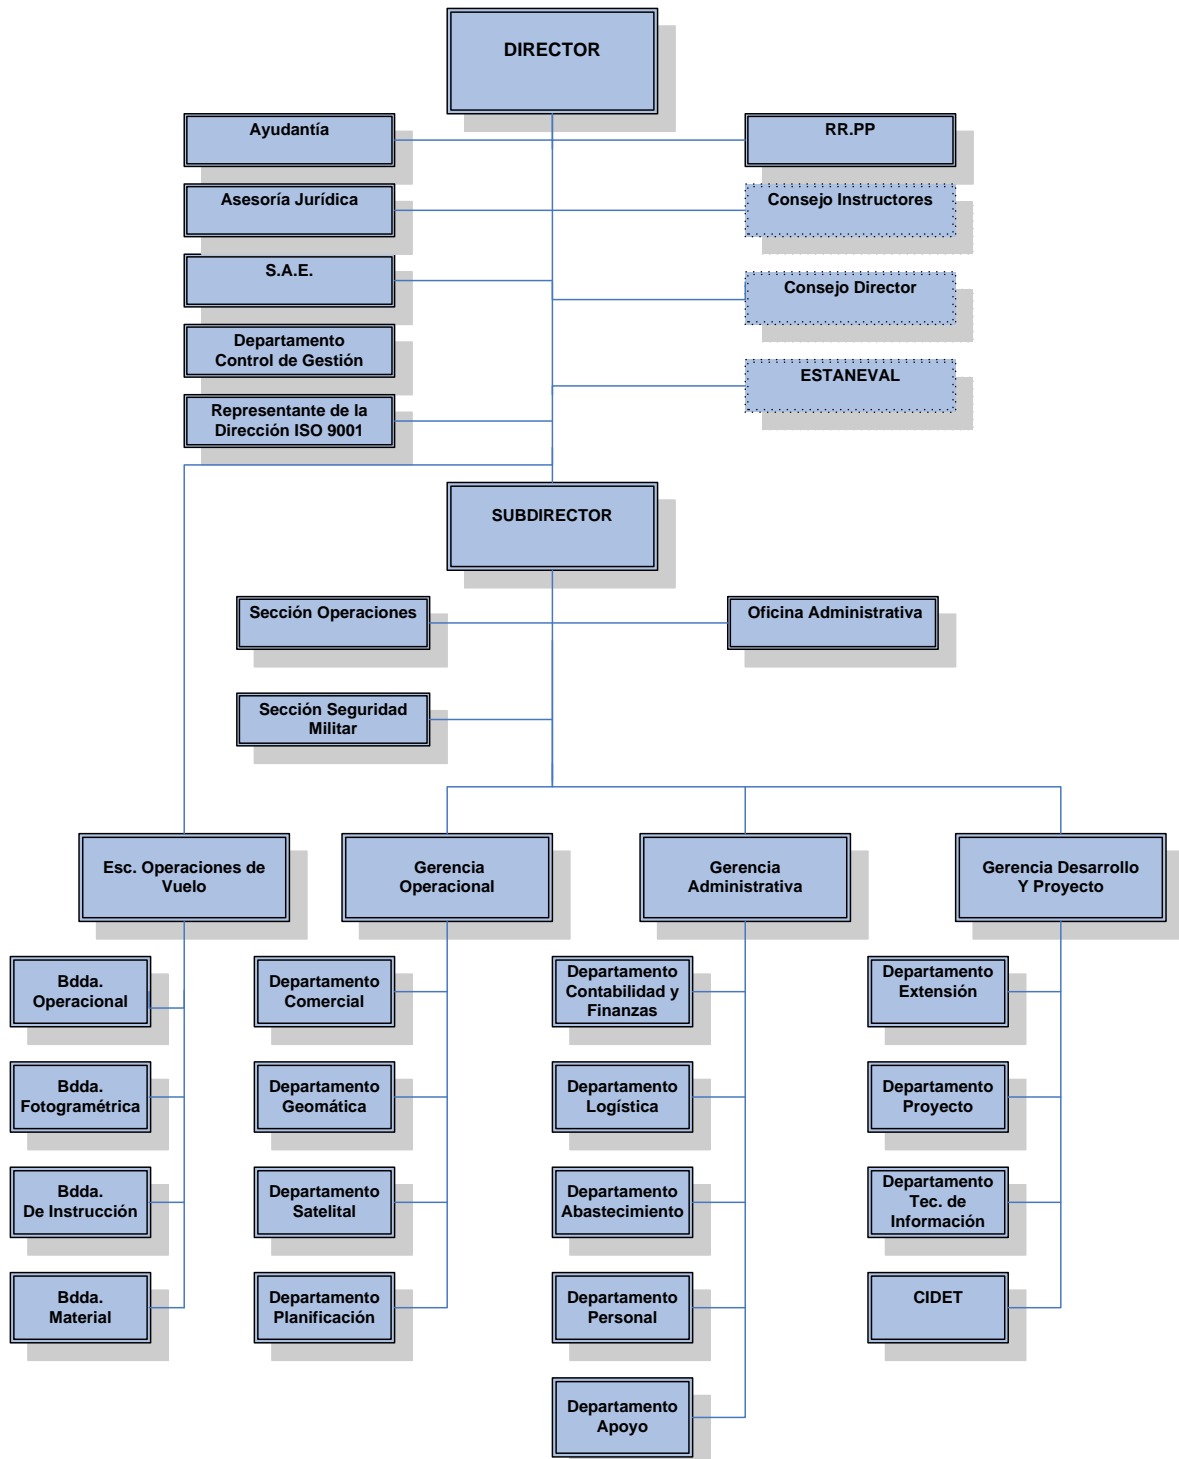 DIRECTOR
Ayudantía
RR.PP
Asesoría Jurídica
Consejo Instructores
S.A.E.
Consejo Director
Departamento
Control de Gestión
ESTANEVAL
Representante de la
Dirección ISO 9001
SUBDIRECTOR
Sección Operaciones
Oficina Administrativa
Sección Seguridad
Militar
Esc. Operaciones de
Vuelo
Gerencia
Operacional
Gerencia
Administrativa
Gerencia Desarrollo
Y Proyecto
Bdda.
Operacional
Departamento
Comercial
Departamento
Contabilidad y
Finanzas
Departamento
Extensión
Bdda.
Fotogramétrica
Departamento
Geomática
Departamento
Logística
Departamento
Proyecto
Bdda.
De Instrucción
Departamento
Satelital
Departamento
Abastecimiento
Departamento
Tec. de
Información
Bdda.
Material
Departamento
Planificación
Departamento
Personal
CIDET
Departamento
Apoyo